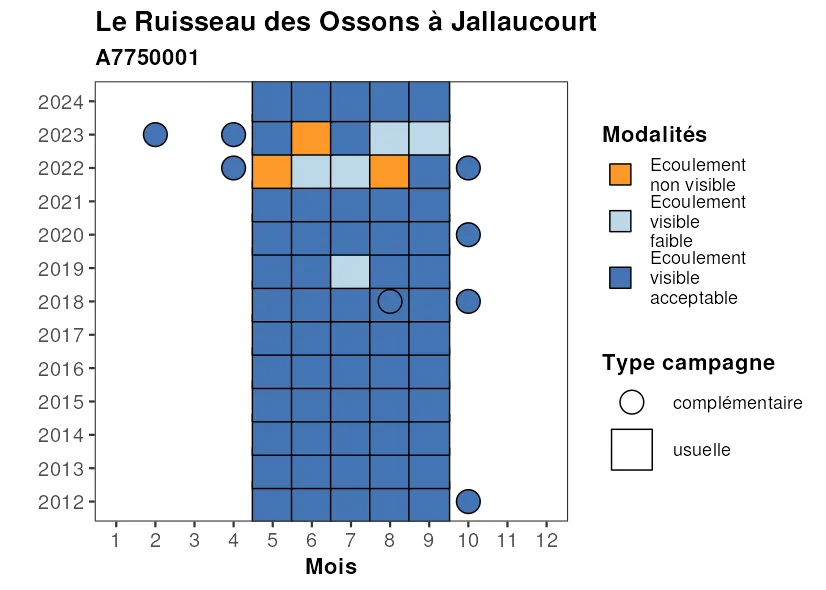 Le Ruisseau des Ossons à Jallaucourt
A7750001
2024
2023
2022
2021
2020
2019
2018
2017
2016
2015
2014
2013
2012
1 2 3 4 5 6 7 8 9 10 11 12
Mois
Modalités
Ecoulement
non visible
Ecoulement
visible
faible
Ecoulement
visible
acceptable
Type campagne
complémentaire
usuelle